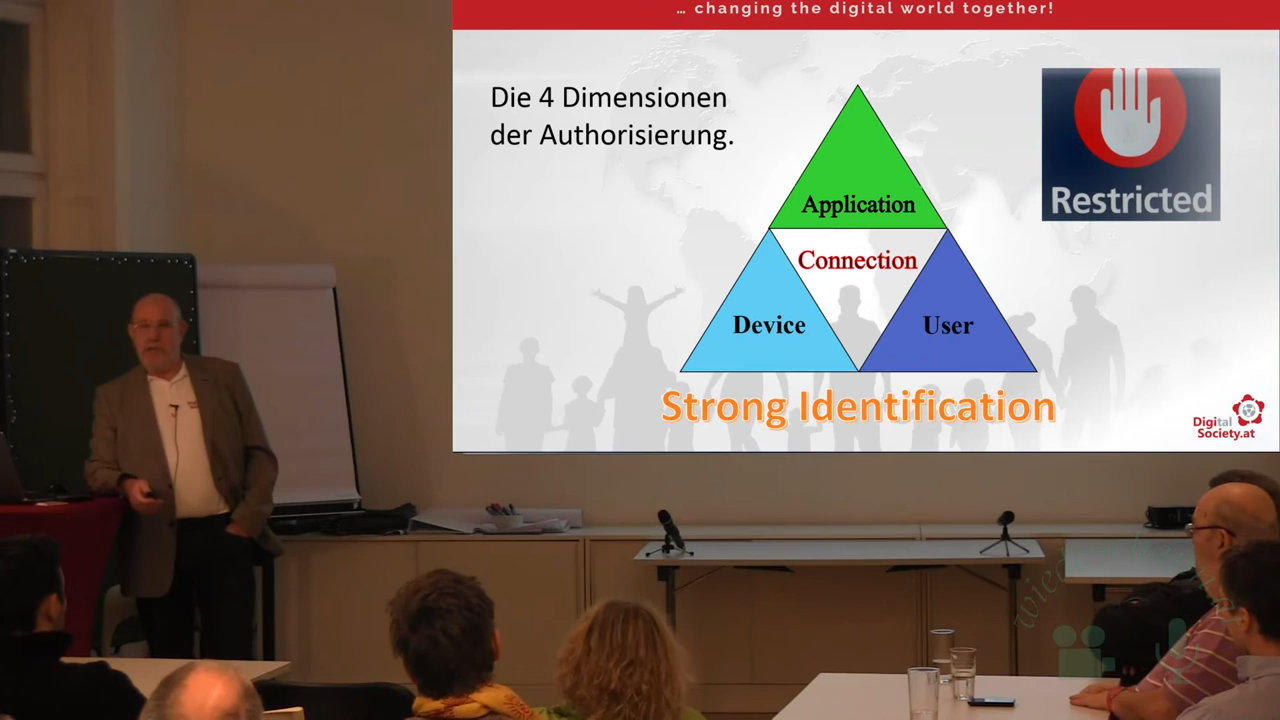 … changing the digital world together!
Die 4 Dimensionen
der Authorisierung.
Restricted
Application
Connection
Device
User
Strong Identification
Digital
Society.at